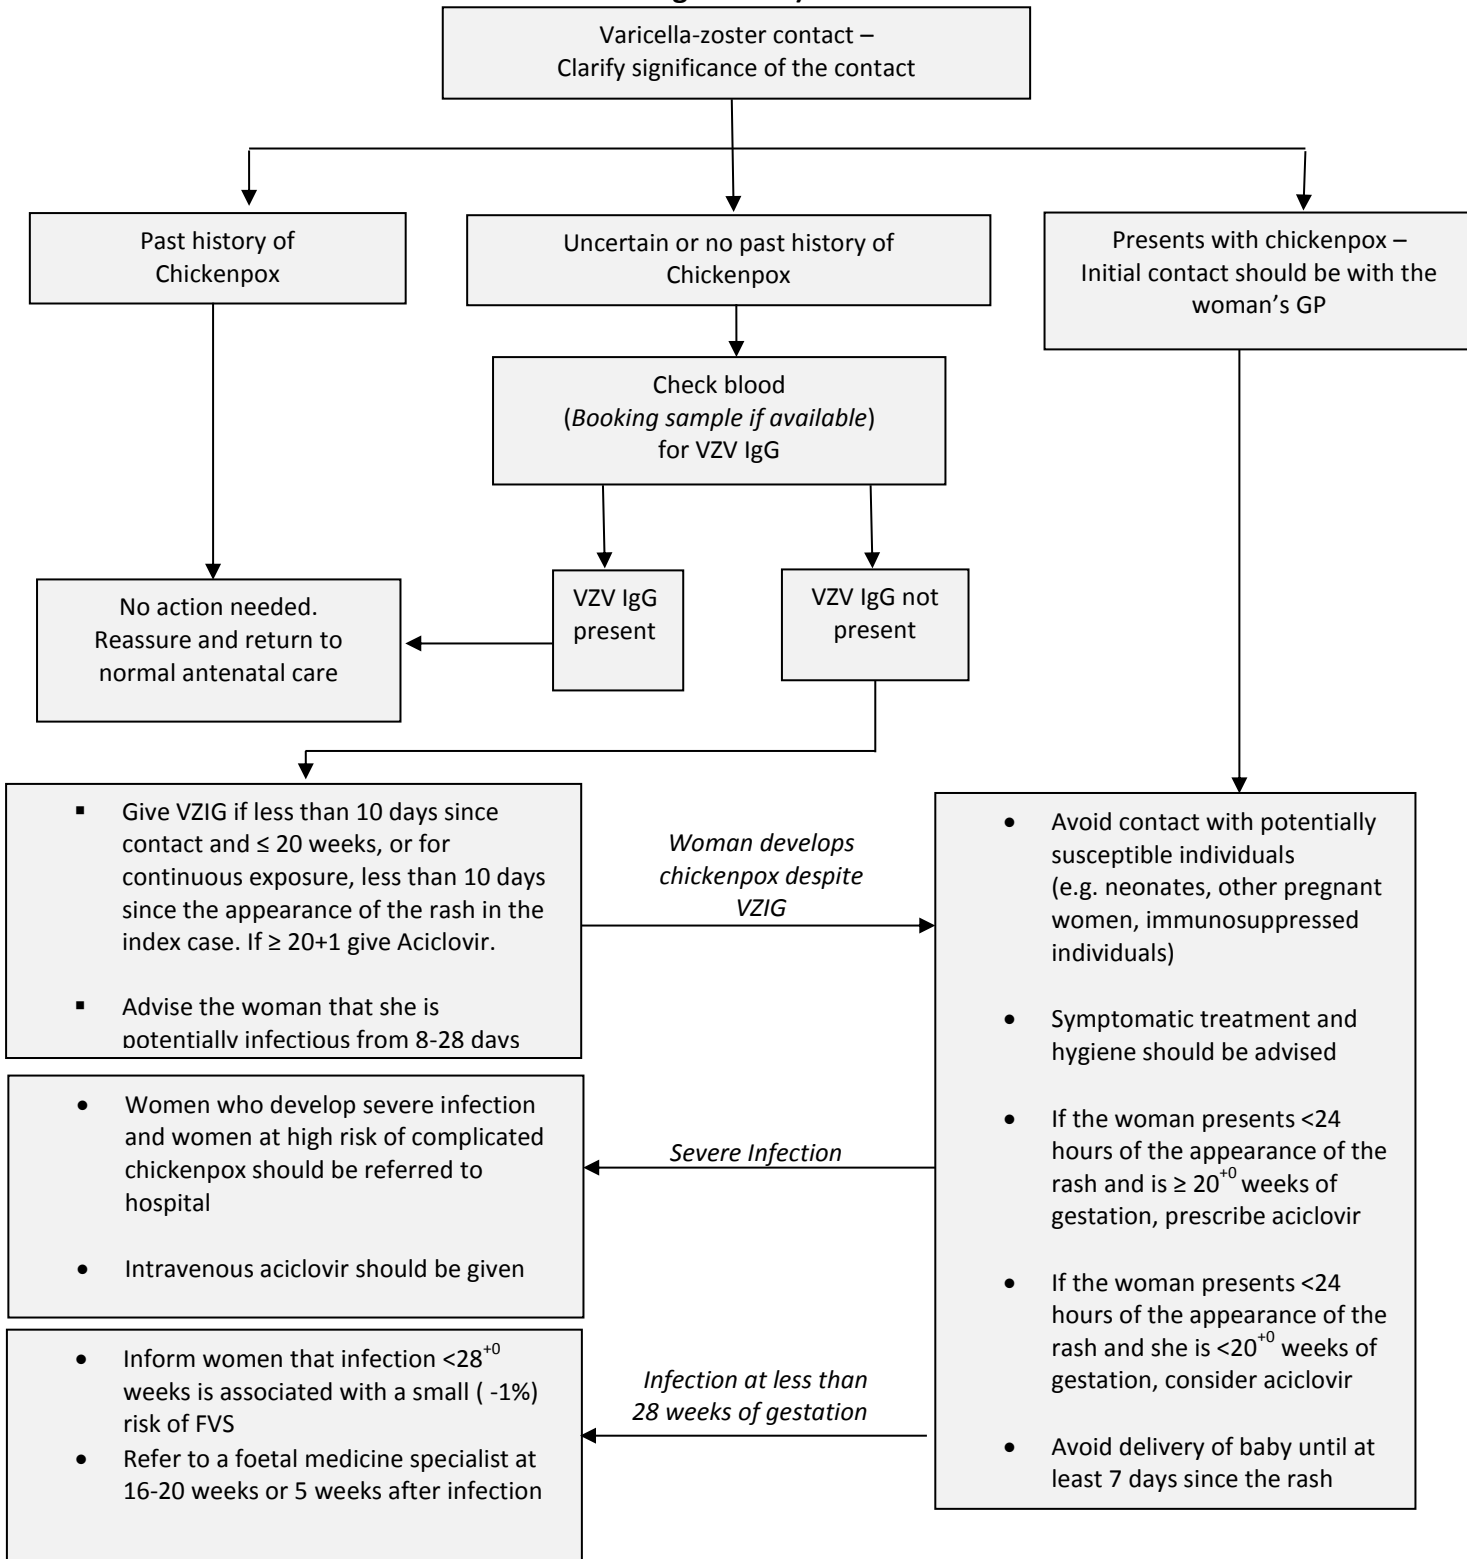 Varicella-zoster contact –
Clarify significance of the contact
Past history of
Chickenpox
Uncertain or no past history of
Chickenpox
Presents with chickenpox –
Initial contact should be with the
woman’s GP
Check blood
(Booking sample if available)
for VZV IgG
No action needed.
Reassure and return to
normal antenatal care
VZV IgG
present
VZV IgG not
present
▪ Give VZIG if less than 10 days since
contact and ≤ 20 weeks, or for
continuous exposure, less than 10 days
since the appearance of the rash in the
index case. If ≥ 20+1 give Aciclovir.
▪ Advise the woman that she is
potentially infectious from 8-28 days
Woman develops
chickenpox despite
VZIG
• Avoid contact with potentially
susceptible individuals
(e.g. neonates, other pregnant
women, immunosuppressed
individuals)
• Symptomatic treatment and
hygiene should be advised
• If the woman presents <24
hours of the appearance of the
rash and is ≥ 20+0 weeks of
gestation, prescribe aciclovir
• If the woman presents <24
hours of the appearance of the
rash and she is <20+0 weeks of
gestation, consider aciclovir
• Avoid delivery of baby until at
least 7 days since the rash
Severe Infection
• Women who develop severe infection
and women at high risk of complicated
chickenpox should be referred to
hospital
• Intravenous aciclovir should be given
Infection at less than
28 weeks of gestation
• Inform women that infection <28+0
weeks is associated with a small ( -1%)
risk of FVS
• Refer to a foetal medicine specialist at
16-20 weeks or 5 weeks after infection